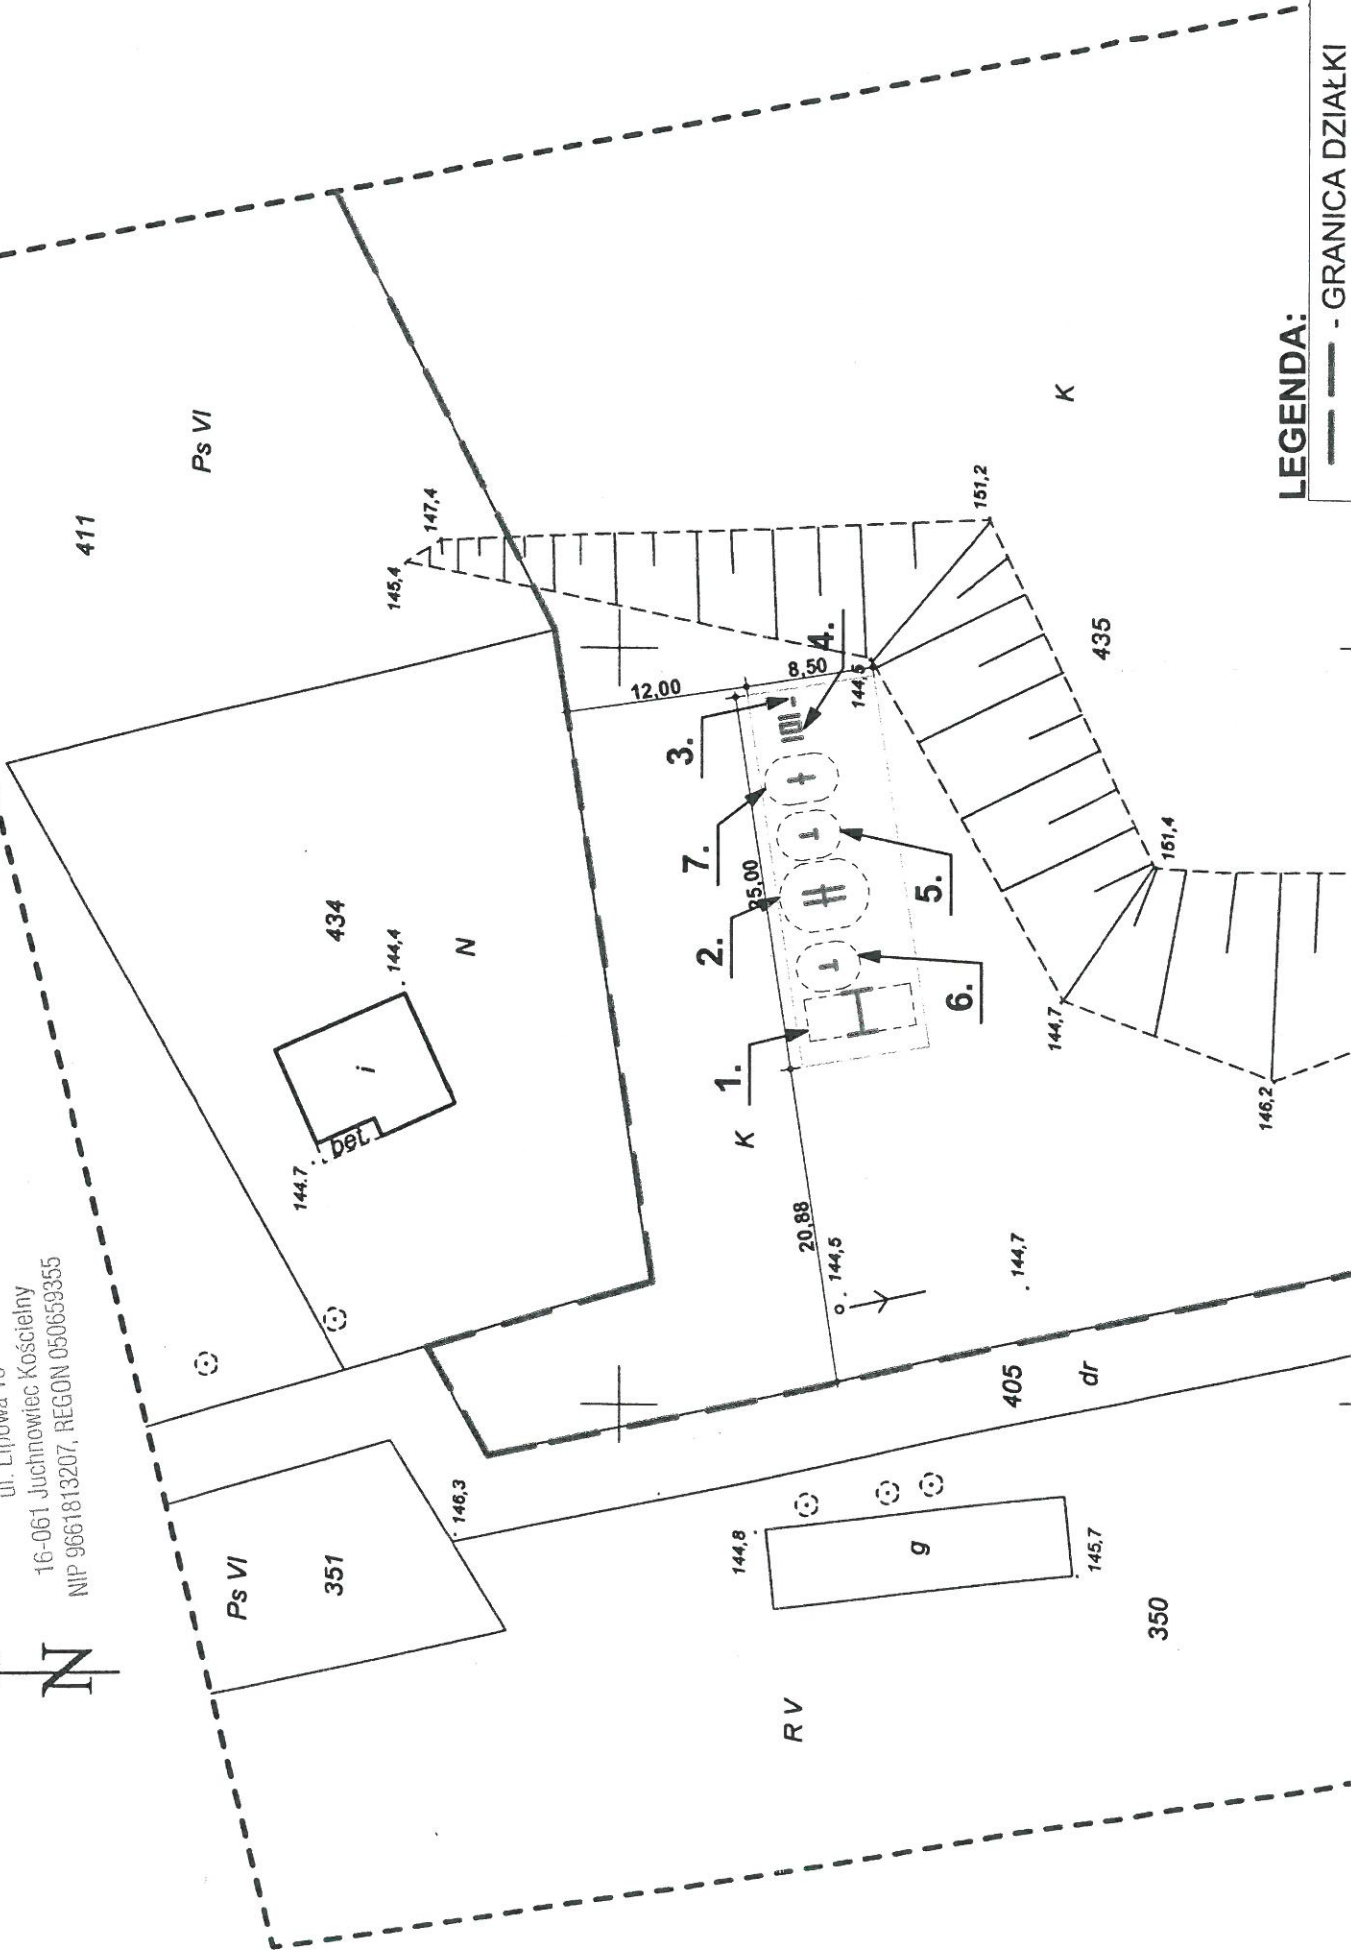 ul. Lipowa 10
16-061 Juchnowiec Kościelny
NIP 9661813207, REGON 050659355
N
411
Ps VI
145,4
147,4
434
144,4
N
i
bet.
144.7
Ps VI
351
146,3
12,00
8,50
144,5
3.
4.
7.
25,00
2.
5.
1.
6.
K
20,88
144,5
144,7
K
151,2
435
151,4
144,7
146,2
405
dr
144,8
g
145,7
350
R V
LEGENDA:
- GRANICA DZIAŁKI